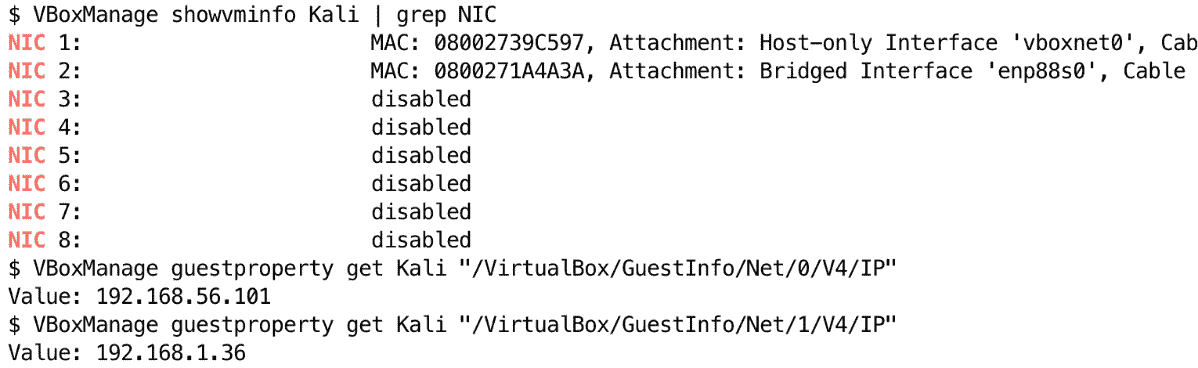 $ VBoxManage showvminfo Kali | grep NIC
NIC 1:                       MAC: 08002739C597, Attachment: Host-only Interface 'vboxnet0', Cab
NIC 2:                       MAC: 0800271A4A3A, Attachment: Bridged Interface 'enp88s0', Cable
NIC 3:                       disabled
NIC 4:                       disabled
NIC 5:                       disabled
NIC 6:                       disabled
NIC 7:                       disabled
NIC 8:                       disabled
$ VBoxManage guestproperty get Kali "/VirtualBox/GuestInfo/Net/0/V4/IP"
Value: 192.168.56.101
$ VBoxManage guestproperty get Kali "/VirtualBox/GuestInfo/Net/1/V4/IP"
Value: 192.168.1.36